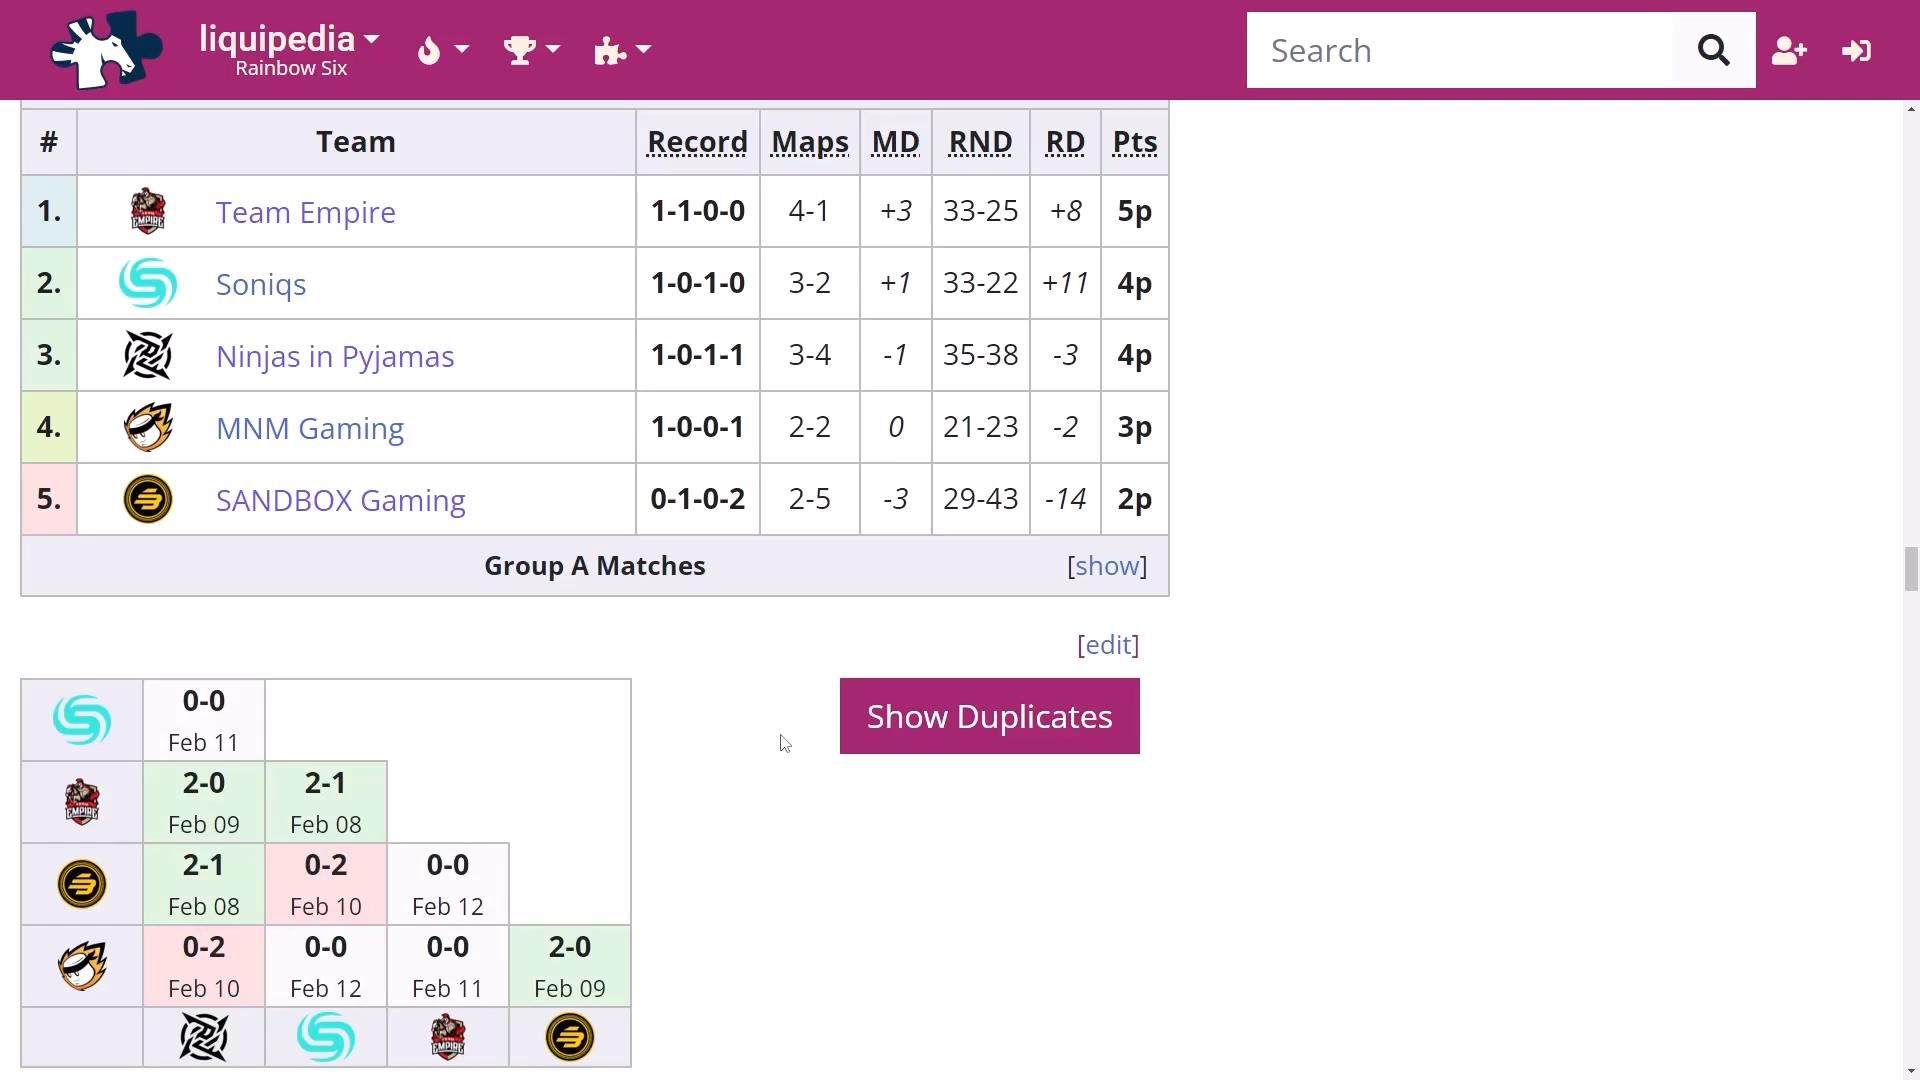 liquipedia
Rainbow Six
Search
# Team Record Maps MD RND RD Pts
1. Team Empire 1-1-0-0 4-1 +3 33-25 +8 5p
2. Soniqs 1-0-1-0 3-2 +1 33-22 +11 4p
3. Ninjas in Pyjamas 1-0-1-1 3-4 -1 35-38 -3 4p
4. MNM Gaming 1-0-0-1 2-2 0 21-23 -2 3p
5. SANDBOX Gaming 0-1-0-2 2-5 -3 29-43 -14 2p
Group A Matches [show]
[edit]
Show Duplicates
0-0
Feb 11
2-0 2-1
Feb 09 Feb 08
2-1 0-2 0-0
Feb 08 Feb 10 Feb 12
0-2 0-0 0-0 2-0
Feb 10 Feb 12 Feb 11 Feb 09